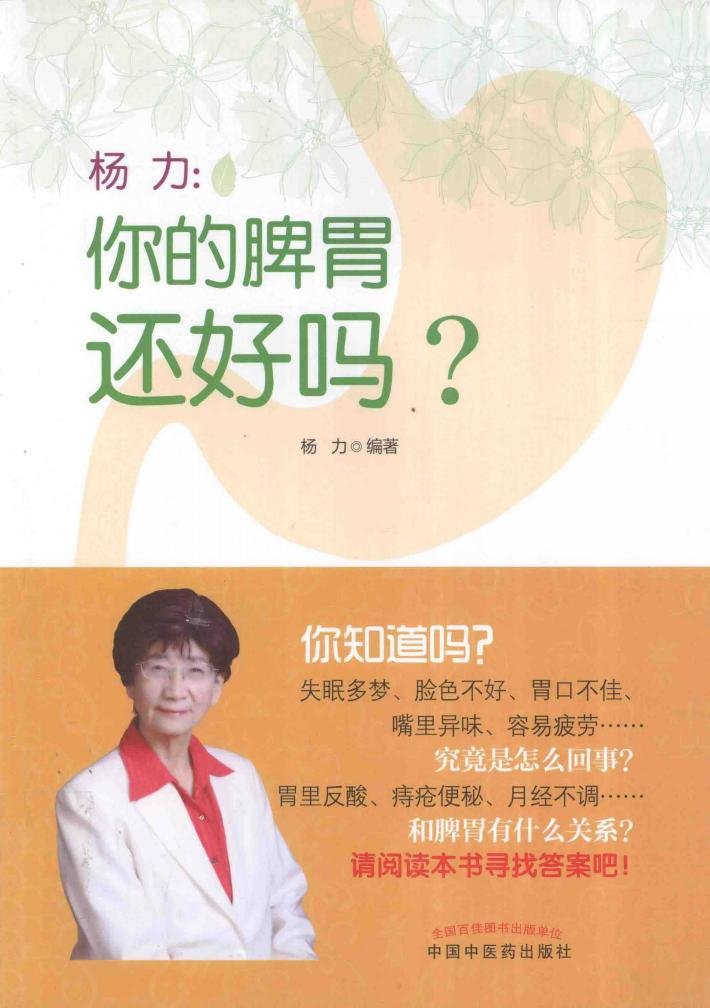 杨 力:
你的脾胃
还好吗?
杨 力◎编著
你知道吗?
失眠多梦、脸色不好、胃口不佳、
嘴里异味、容易疲劳……
究竟是怎么回事?
胃里反酸、痔疮便秘、月经不调……
和脾胃有什么关系?
请阅读本书寻找答案吧!
全国百佳图书出版单位
中国中医药出版社